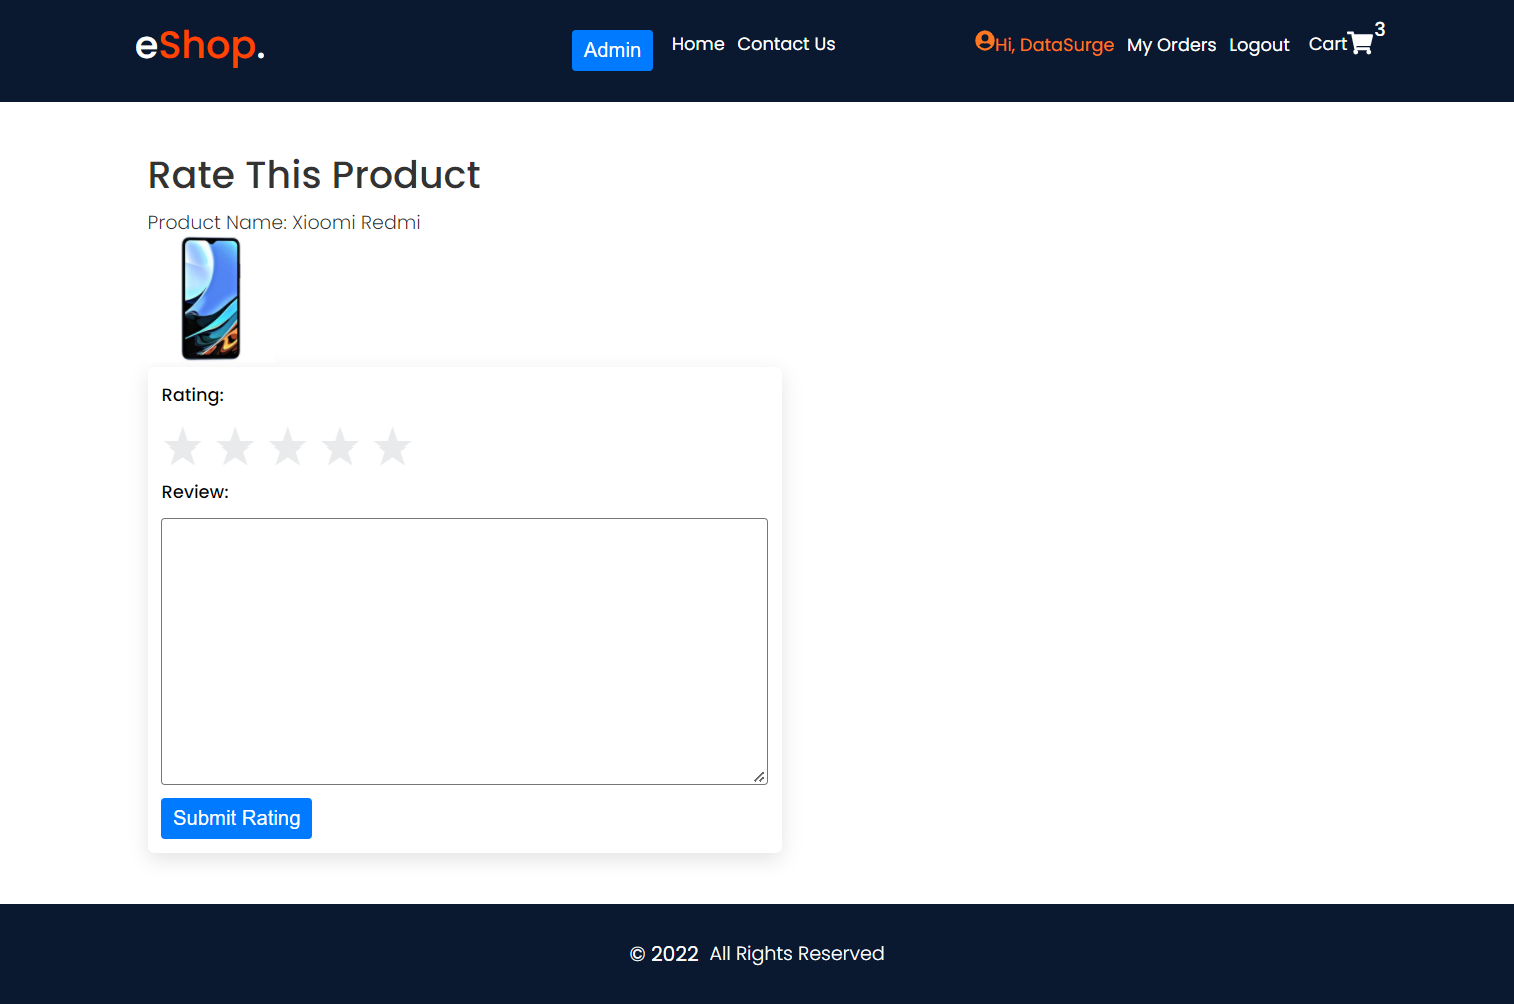 eShop.
Admin Home Contact Us
Hi, DataSurge My Orders Logout Cart 3
Rate This Product
Product Name: Xioomi Redmi
Rating:
Review:
Submit Rating
© 2022 All Rights Reserved